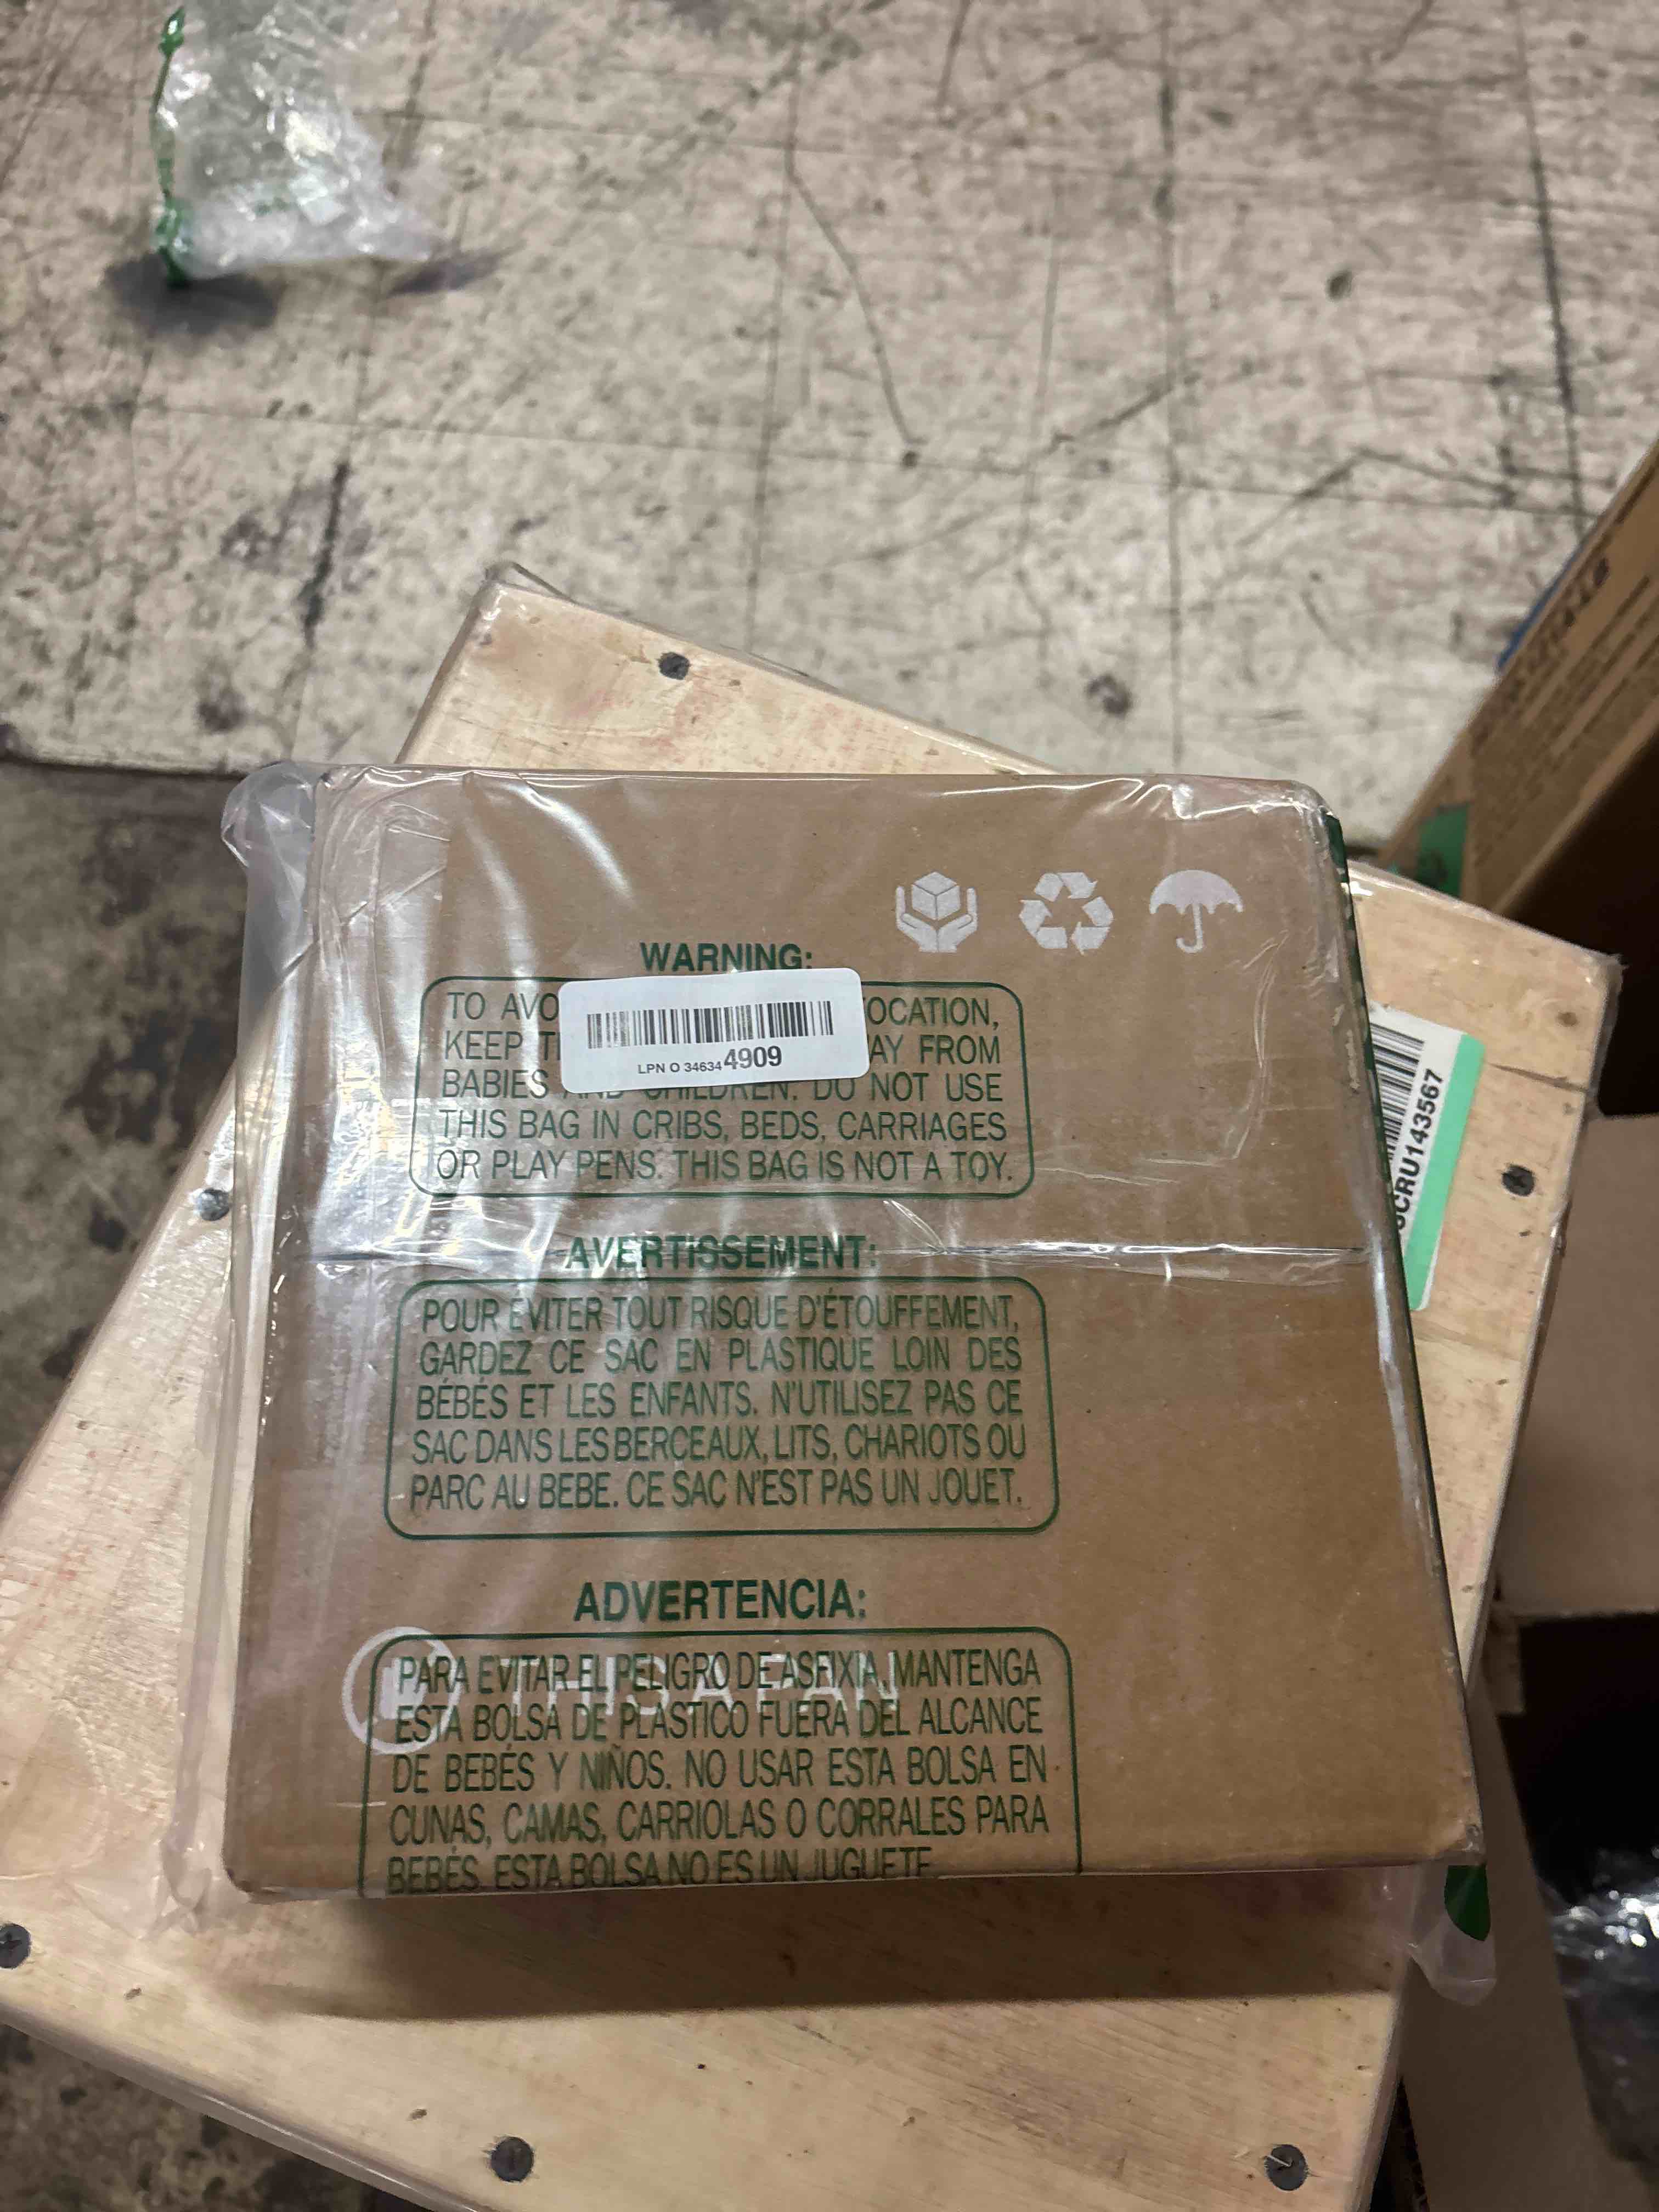 WARNING:
TO AVO OCATION,
KEEP T AY FROM
BABIES AND CHILDREN. DO NOT USE
THIS BAG IN CRIBS, BEDS, CARRIAGES
OR PLAY PENS. THIS BAG IS NOT A TOY.
LPN O 346344909
CRU143567
AVERTISSEMENT:
POUR EVITER TOUT RISQUE D'ÉTOUFFEMENT,
GARDEZ CE SAC EN PLASTIQUE LOIN DES
BÉBÉS ET LES ENFANTS. N'UTILISEZ PAS CE
SAC DANS LES BERCEAUX, LITS, CHARIOTS OU
PARC AU BEBE. CE SAC N'EST PAS UN JOUET.
ADVERTENCIA:
PARA EVITAR EL PELIGRO DE ASFIXIA, MANTENGA
ESTA BOLSA DE PLASTICO FUERA DEL ALCANCE
DE BEBÉS Y NIÑOS. NO USAR ESTA BOLSA EN
CUNAS, CAMAS, CARRIOLAS O CORRALES PARA
BEBÉS. ESTA BOLSA NO ES UN JUGUETE